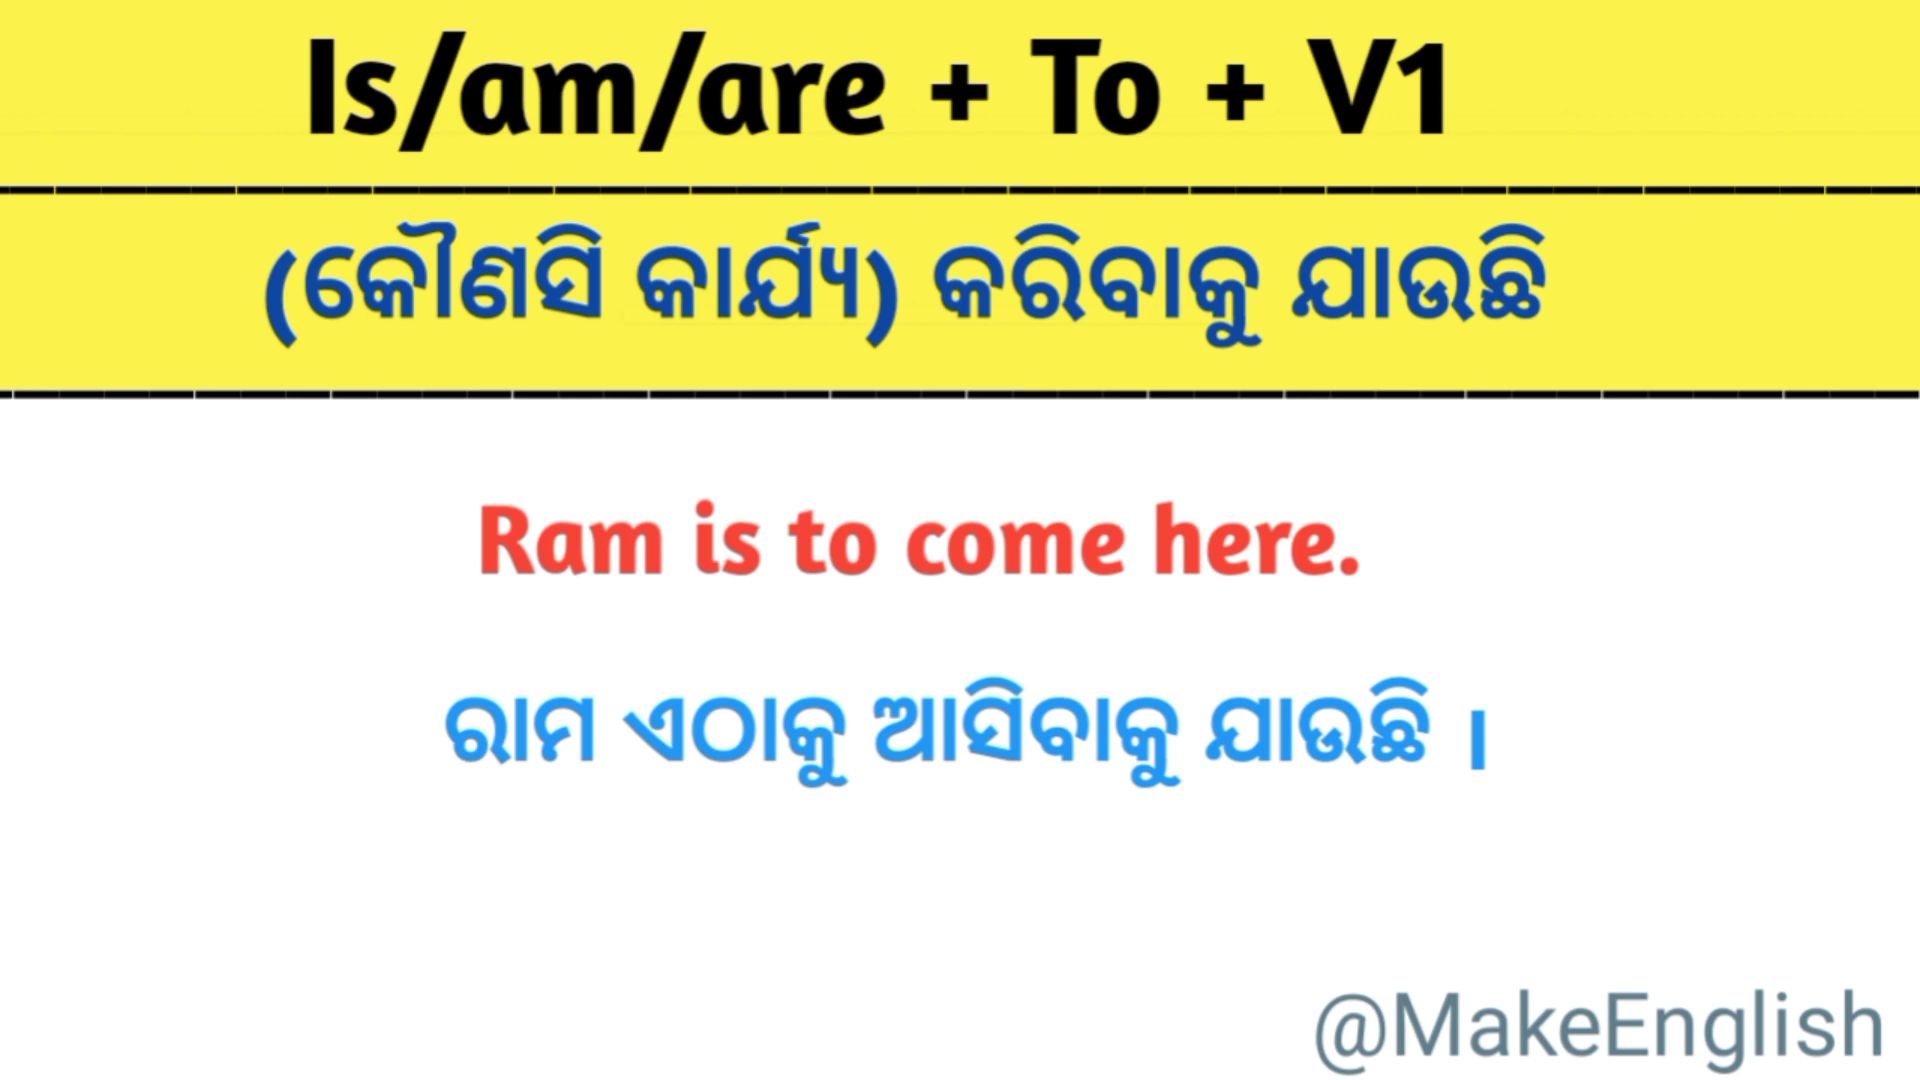 Is/am/are + To + V1
(କୌଣସି କାର୍ଯ୍ୟ) କରିବାକୁ ଯାଉଛି
Ram is to come here.
ରାମ ଏଠାକୁ ଆସିବାକୁ ଯାଉଛି ।
@MakeEnglish